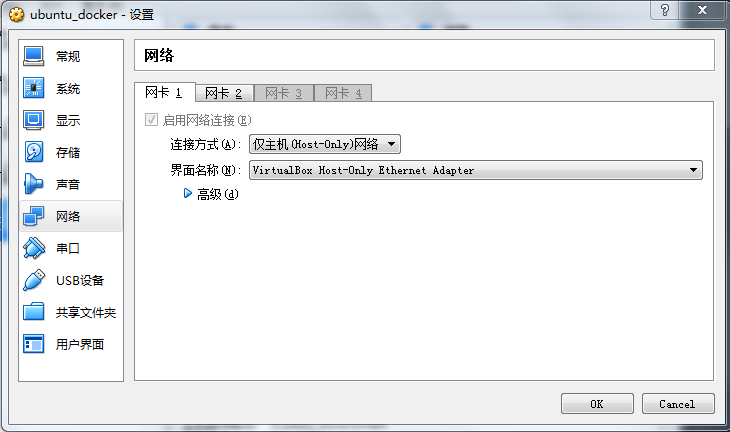 ubuntu_docker - 设置
常规
系统
显示
存储
声音
网络
串口
USB设备
共享文件夹
用户界面
网络
网卡 1 网卡 2 网卡 3 网卡 4
启用网络连接(E)
连接方式(A): 仅主机(Host-Only)网络
界面名称(N): VirtualBox Host-Only Ethernet Adapter
高级(d)
OK Cancel